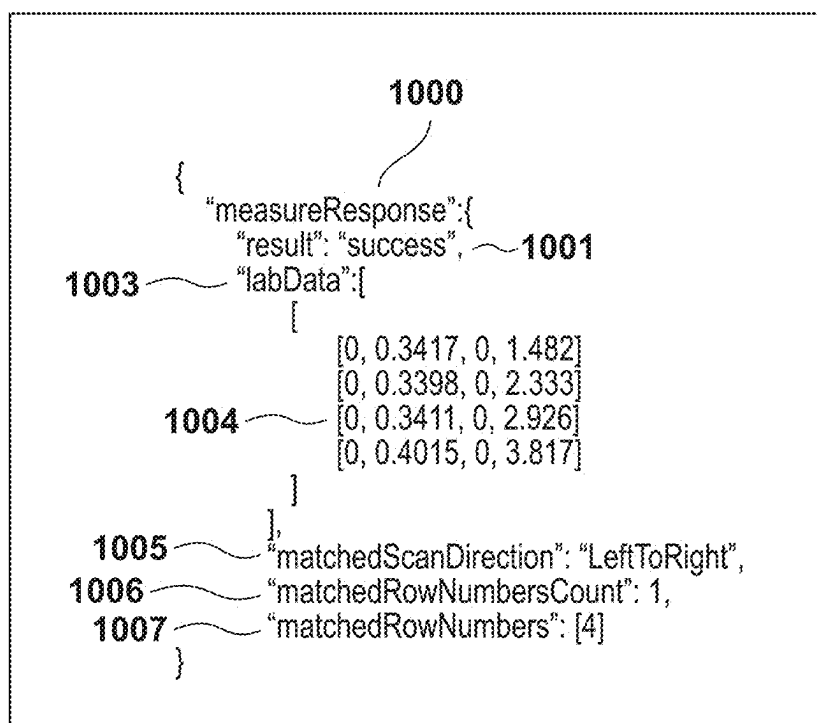 1000
{
“measureResponse”:{
“result”: “success”, 1001
1003 “labData”:[
[
[0, 0.3417, 0, 1.482]
[0, 0.3398, 0, 2.333]
1004 [0, 0.3411, 0, 2.926]
[0, 0.4015, 0, 3.817]
]
],
1005 “matchedScanDirection”: “LeftToRight”,
1006 “matchedRowNumbersCount”: 1,
1007 “matchedRowNumbers”: [4]
}